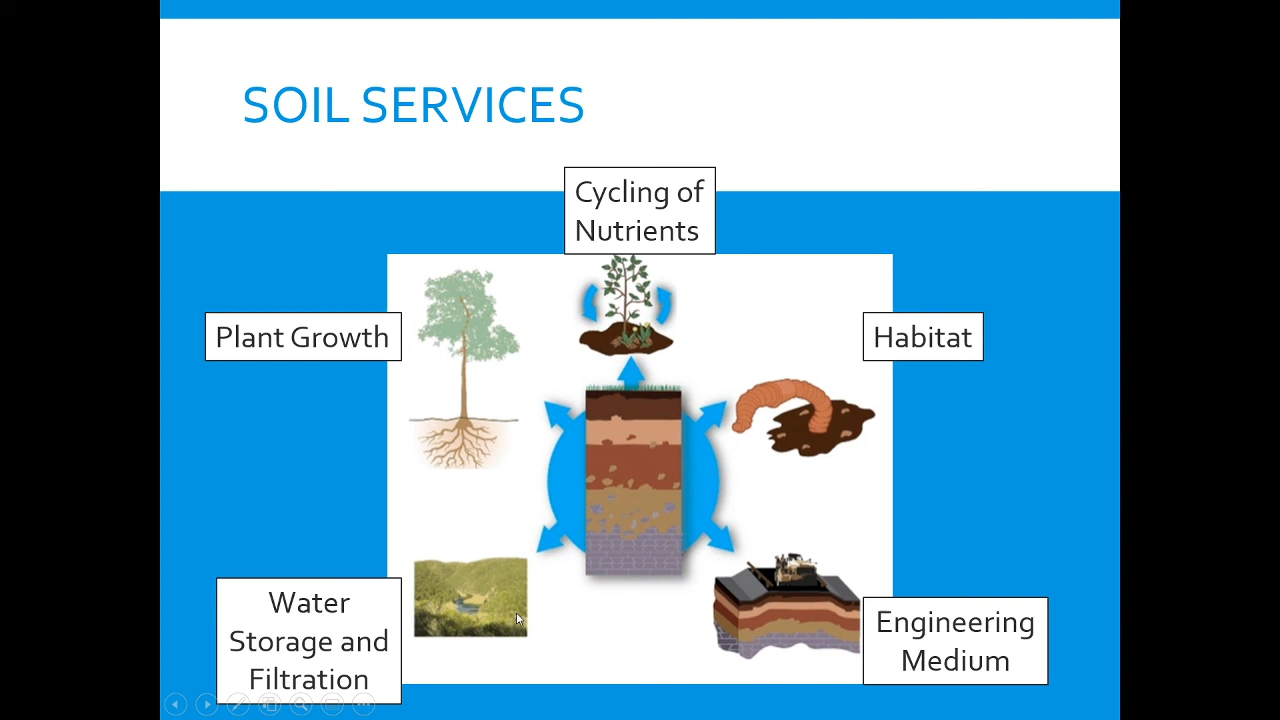 SOIL SERVICES
Cycling of
Nutrients
Plant Growth
Habitat
Water
Storage and
Filtration
Engineering
Medium